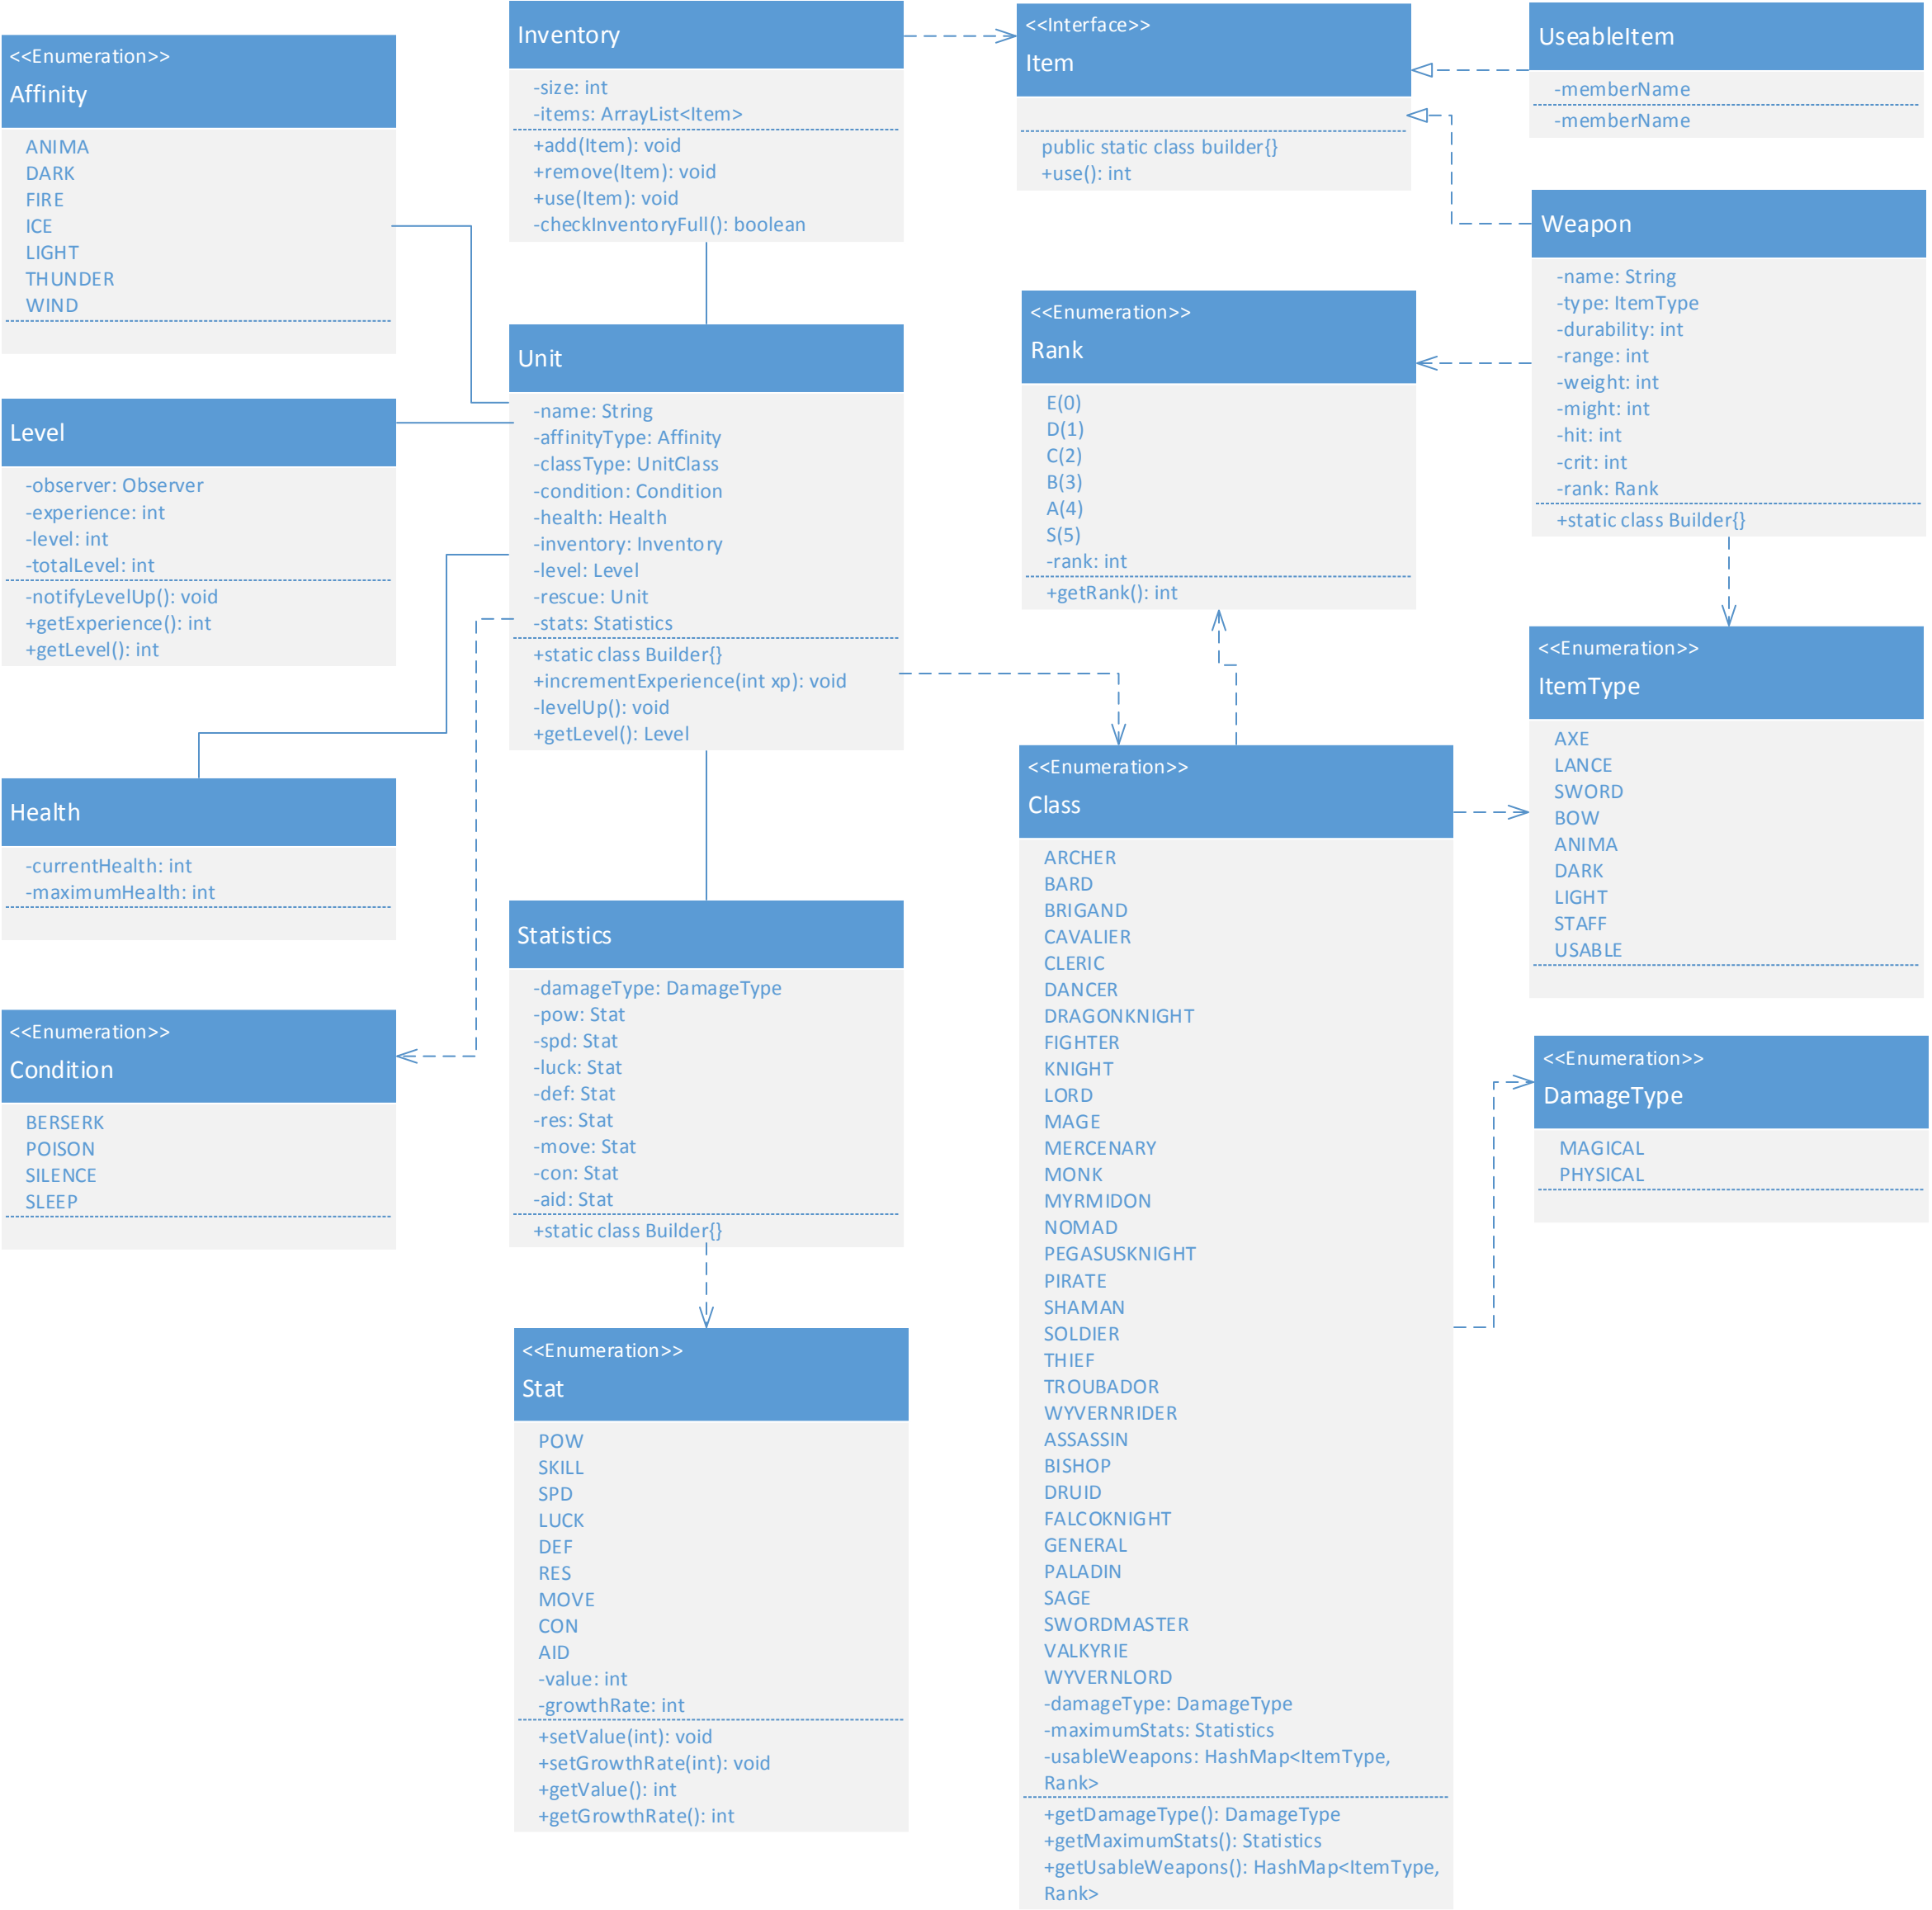 <<Enumeration>>
Affinity
ANIMA
DARK
FIRE
ICE
LIGHT
THUNDER
WIND
Level
-observer: Observer
-experience: int
-level: int
-totalLevel: int
-notifyLevelUp(): void
+getExperience(): int
+getLevel(): int
Health
-currentHealth: int
-maximumHealth: int
<<Enumeration>>
Condition
BERSERK
POISON
SILENCE
SLEEP
Inventory
-size: int
-items: ArrayList<Item>
+add(Item): void
+remove(Item): void
+use(Item): void
-checkInventoryFull(): boolean
Unit
-name: String
-affinityType: Affinity
-classType: UnitClass
-condition: Condition
-health: Health
-inventory: Inventory
-level: Level
-rescue: Unit
-stats: Statistics
+static class Builder{}
+incrementExperience(int xp): void
-levelUp(): void
+getLevel(): Level
Statistics
-damageType: DamageType
-pow: Stat
-spd: Stat
-luck: Stat
-def: Stat
-res: Stat
-move: Stat
-con: Stat
-aid: Stat
+static class Builder{}
<<Enumeration>>
Stat
POW
SKILL
SPD
LUCK
DEF
RES
MOVE
CON
AID
-value: int
-growthRate: int
+setValue(int): void
+setGrowthRate(int): void
+getValue(): int
+getGrowthRate(): int
<<Interface>>
Item
public static class builder{}
+use(): int
<<Enumeration>>
Rank
E(0)
D(1)
C(2)
B(3)
A(4)
S(5)
-rank: int
+getRank(): int
<<Enumeration>>
Class
ARCHER
BARD
BRIGAND
CAVALIER
CLERIC
DANCER
DRAGONKNIGHT
FIGHTER
KNIGHT
LORD
MAGE
MERCENARY
MONK
MYRMIDON
NOMAD
PEGASUSKNIGHT
PIRATE
SHAMAN
SOLDIER
THIEF
TROUBADOR
WYVERNRIDER
ASSASSIN
BISHOP
DRUID
FALCOKNIGHT
GENERAL
PALADIN
SAGE
SWORDMASTER
VALKYRIE
WYVERNLORD
-damageType: DamageType
-maximumStats: Statistics
-usableWeapons: HashMap<ItemType,
Rank>
+getDamageType(): DamageType
+getMaximumStats(): Statistics
+getUsableWeapons(): HashMap<ItemType,
Rank>
UseableItem
-memberName
-memberName
Weapon
-name: String
-type: ItemType
-durability: int
-range: int
-weight: int
-might: int
-hit: int
-crit: int
-rank: Rank
+static class Builder{}
<<Enumeration>>
ItemType
AXE
LANCE
SWORD
BOW
ANIMA
DARK
LIGHT
STAFF
USABLE
<<Enumeration>>
DamageType
MAGICAL
PHYSICAL